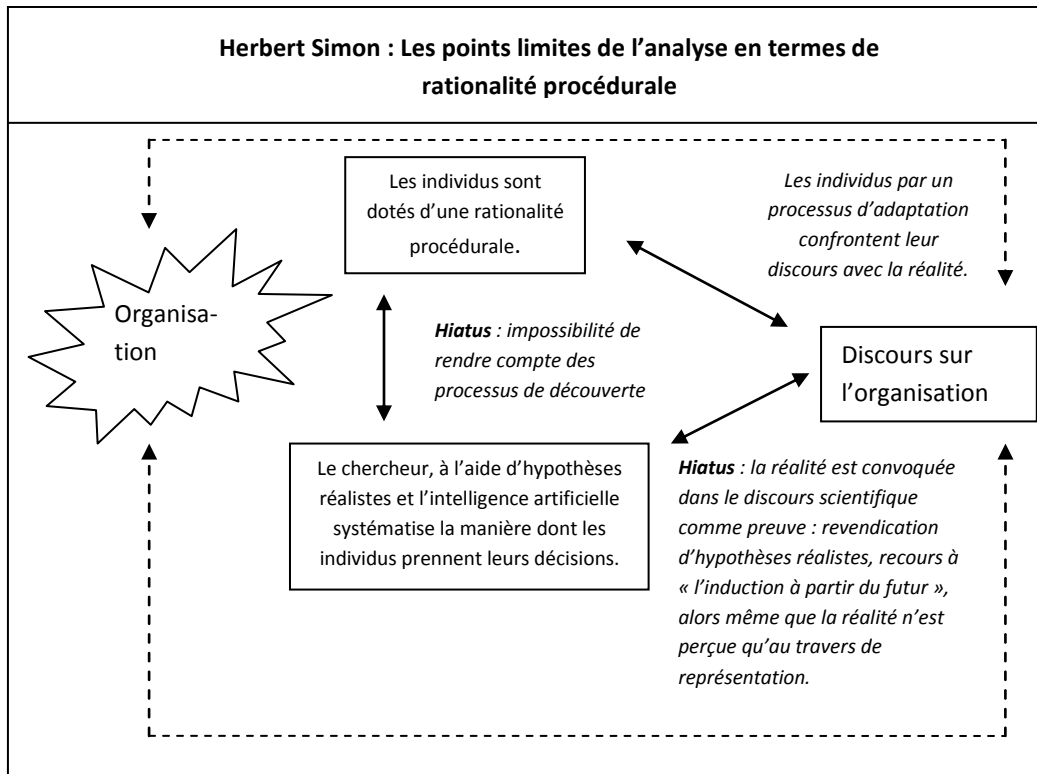 Herbert Simon : Les points limites de l’analyse en termes de
rationalité procédurale
Les individus sont
dotés d’une rationalité
procédurale.
Les individus par un
processus d’adaptation
confrontent leur
discours avec la réalité.
Organisa-
tion
Hiatus : impossibilité de
rendre compte des
processus de découverte
Discours sur
l’organisation
Le chercheur, à l’aide d’hypothèses
réalistes et l’intelligence artificielle
systématise la manière dont les
individus prennent leurs décisions.
Hiatus : la réalité est convoquée
dans le discours scientifique
comme preuve : revendication
d’hypothèses réalistes, recours à
« l’induction à partir du futur »,
alors même que la réalité n’est
perçue qu’au travers de
représentation.